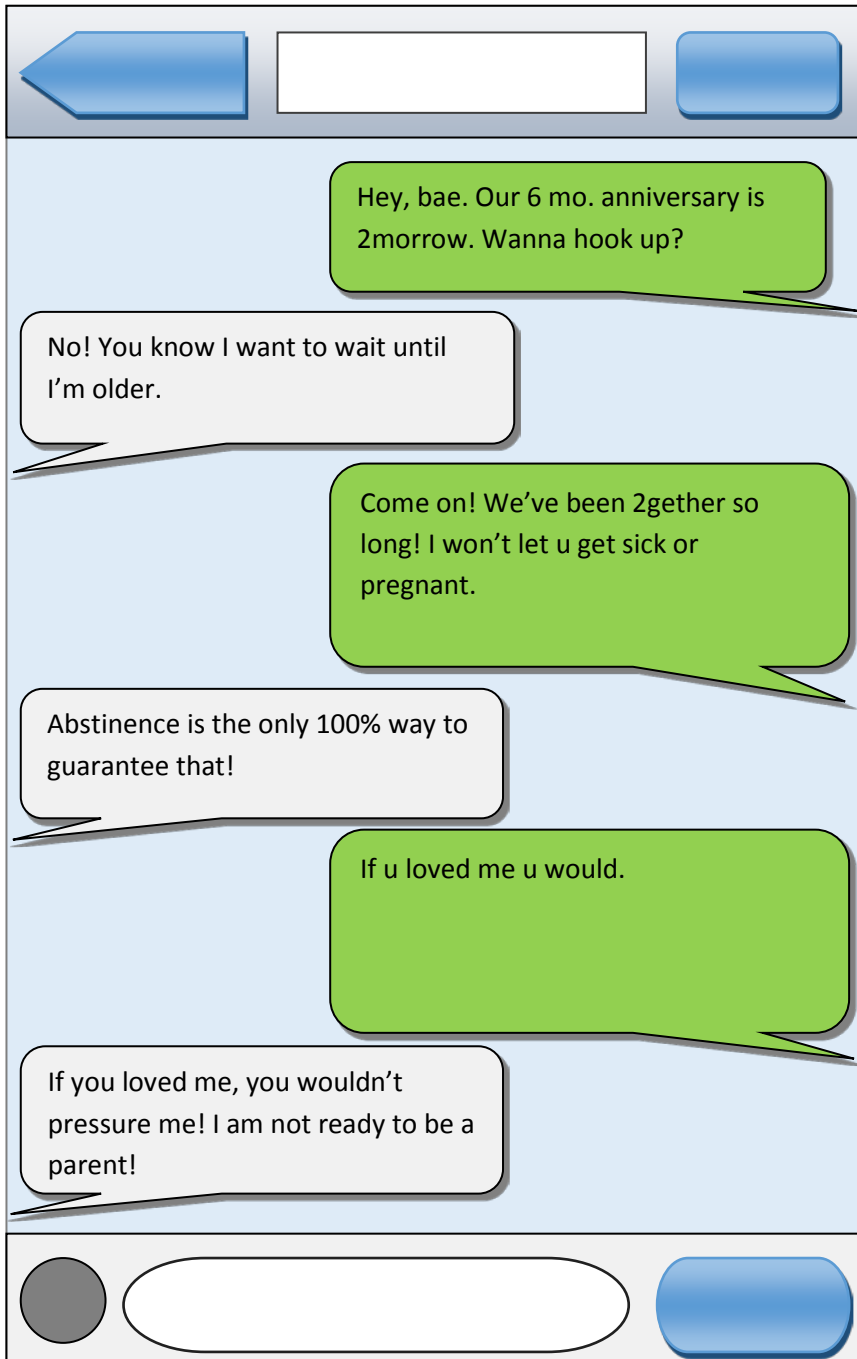 Hey, bae. Our 6 mo. anniversary is
2morrow. Wanna hook up?
No! You know I want to wait until
I’m older.
Come on! We’ve been 2gether so
long! I won’t let u get sick or
pregnant.
Abstinence is the only 100% way to
guarantee that!
If u loved me u would.
If you loved me, you wouldn’t
pressure me! I am not ready to be a
parent!